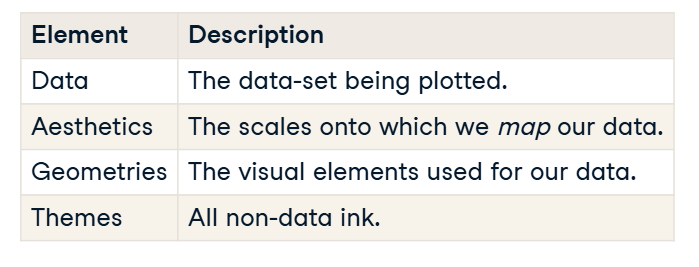 Element Description
Data The data-set being plotted.
Aesthetics The scales onto which we map our data.
Geometries The visual elements used for our data.
Themes All non-data ink.